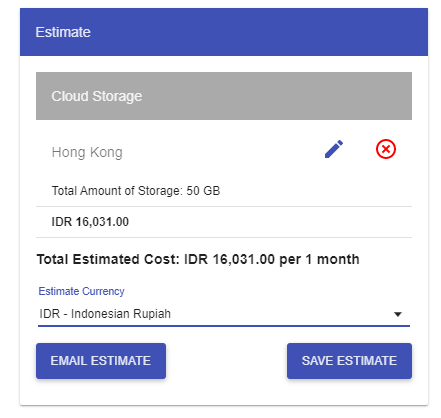 Estimate
Cloud Storage
Hong Kong
Total Amount of Storage: 50 GB
IDR 16,031.00
Total Estimated Cost: IDR 16,031.00 per 1 month
Estimate Currency
IDR - Indonesian Rupiah
EMAIL ESTIMATE SAVE ESTIMATE